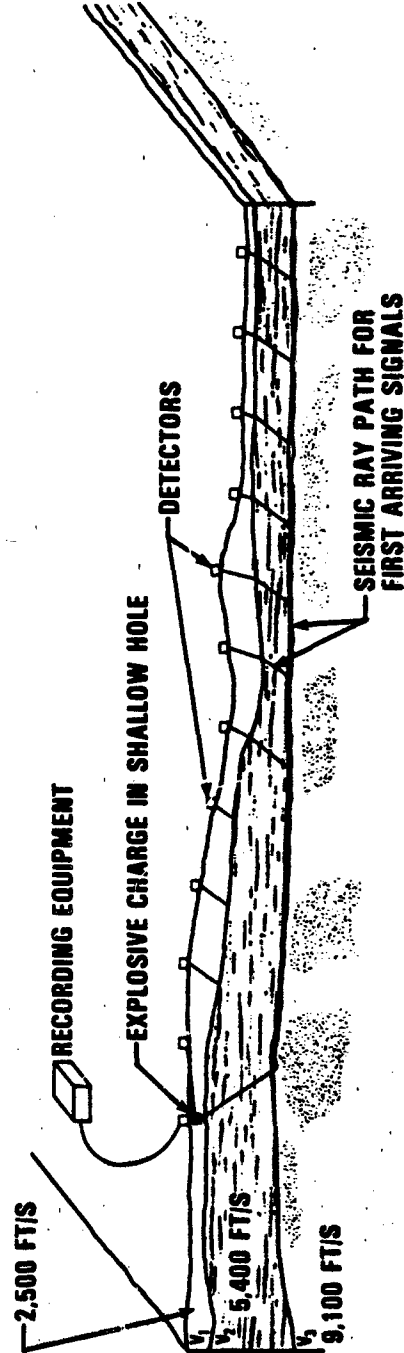 2,500 FT/S
RECORDING EQUIPMENT
EXPLOSIVE CHARGE IN SHALLOW HOLE
DETECTORS
V₁
V₂
5,400 FT/S
V₃
9,100 FT/S
SEISMIC RAY PATH FOR
FIRST ARRIVING SIGNALS